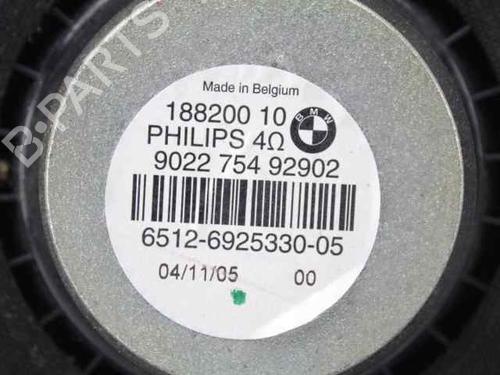 B-PARTS
Made in Belgium
188200 10
BMW
PHILIPS 4Ω
9022 754 92902
6512-6925330-05
04/11/05 00